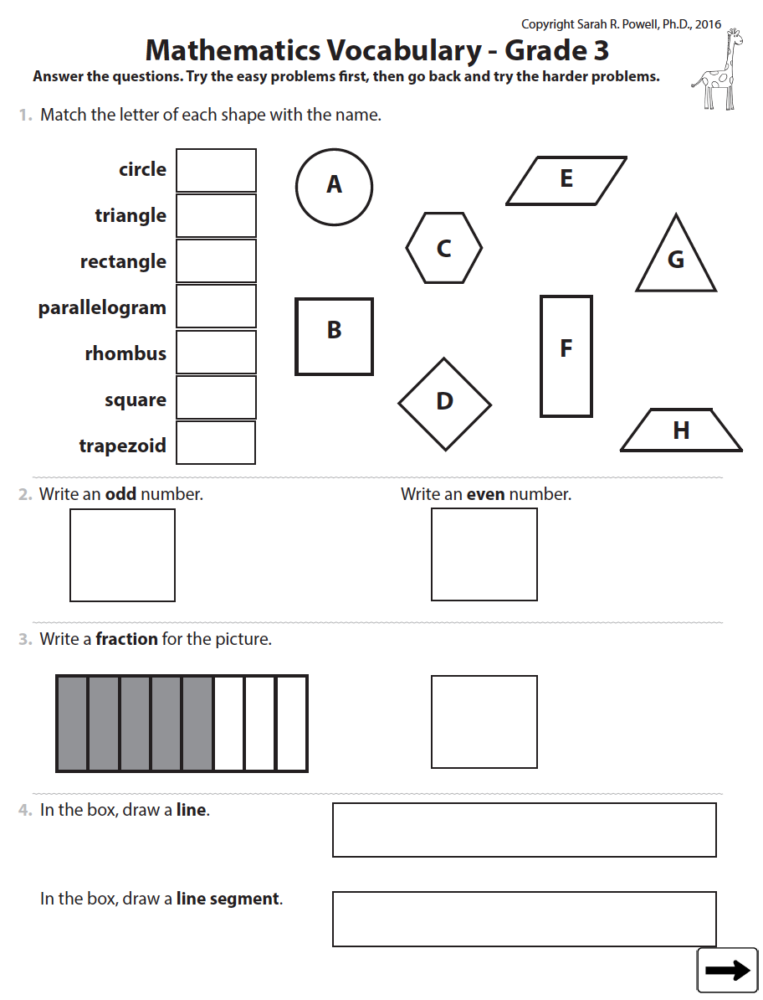 Copyright Sarah R. Powell, Ph.D., 2016
Mathematics Vocabulary - Grade 3
Answer the questions. Try the easy problems first, then go back and try the harder problems.
1. Match the letter of each shape with the name.
circle
triangle
rectangle
parallelogram
rhombus
square
trapezoid
A
E
C
G
B
F
D
H
2. Write an odd number.
Write an even number.
3. Write a fraction for the picture.
4. In the box, draw a line.
In the box, draw a line segment.